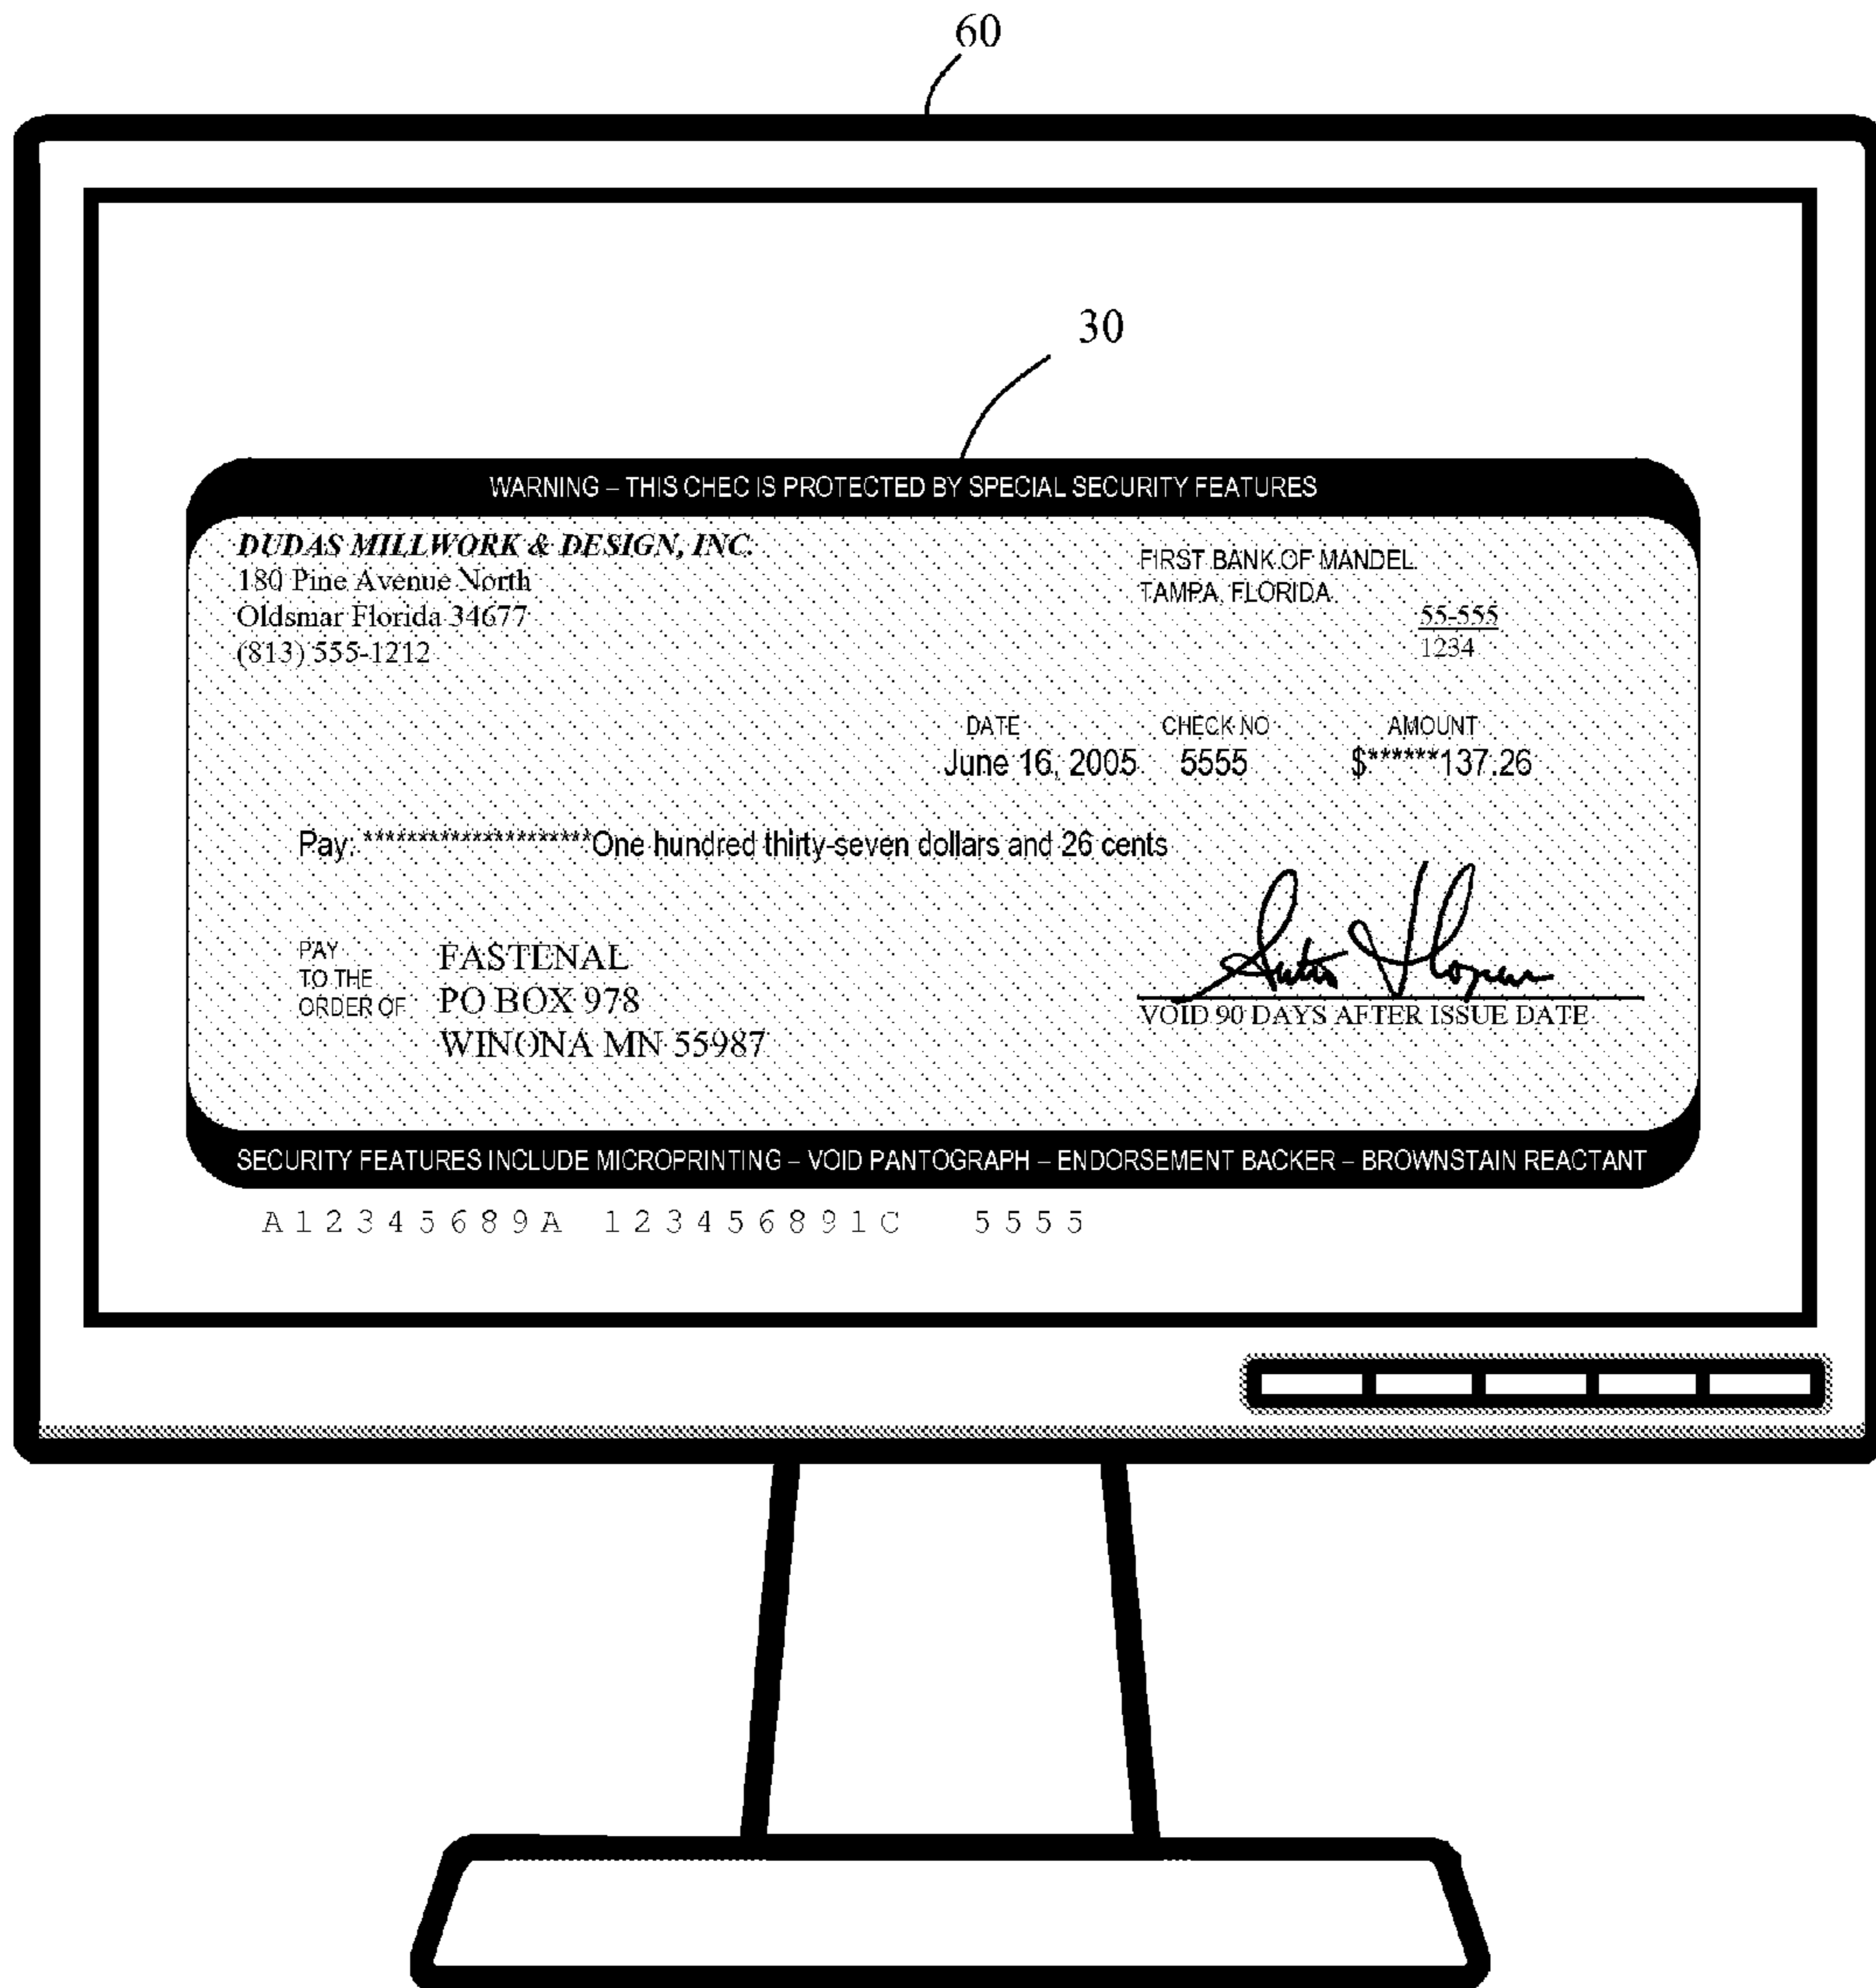 60
30
WARNING – THIS CHEC IS PROTECTED BY SPECIAL SECURITY FEATURES
DUDAS MILLWORK & DESIGN, INC.
180 Pine Avenue North
Oldsmar Florida 34677
(813) 555-1212
FIRST BANK OF MANDEL
TAMPA, FLORIDA
55-555
1234
DATE CHECK NO AMOUNT
June 16, 2005 5555 $******137.26
Pay: *********************One hundred thirty-seven dollars and 26 cents
PAY
TO THE
ORDER OF
FASTENAL
PO BOX 978
WINONA MN 55987
VOID 90 DAYS AFTER ISSUE DATE
SECURITY FEATURES INCLUDE MICROPRINTING – VOID PANTOGRAPH – ENDORSEMENT BACKER – BROWNSTAIN REACTANT
A12345689A 123456891C 5555